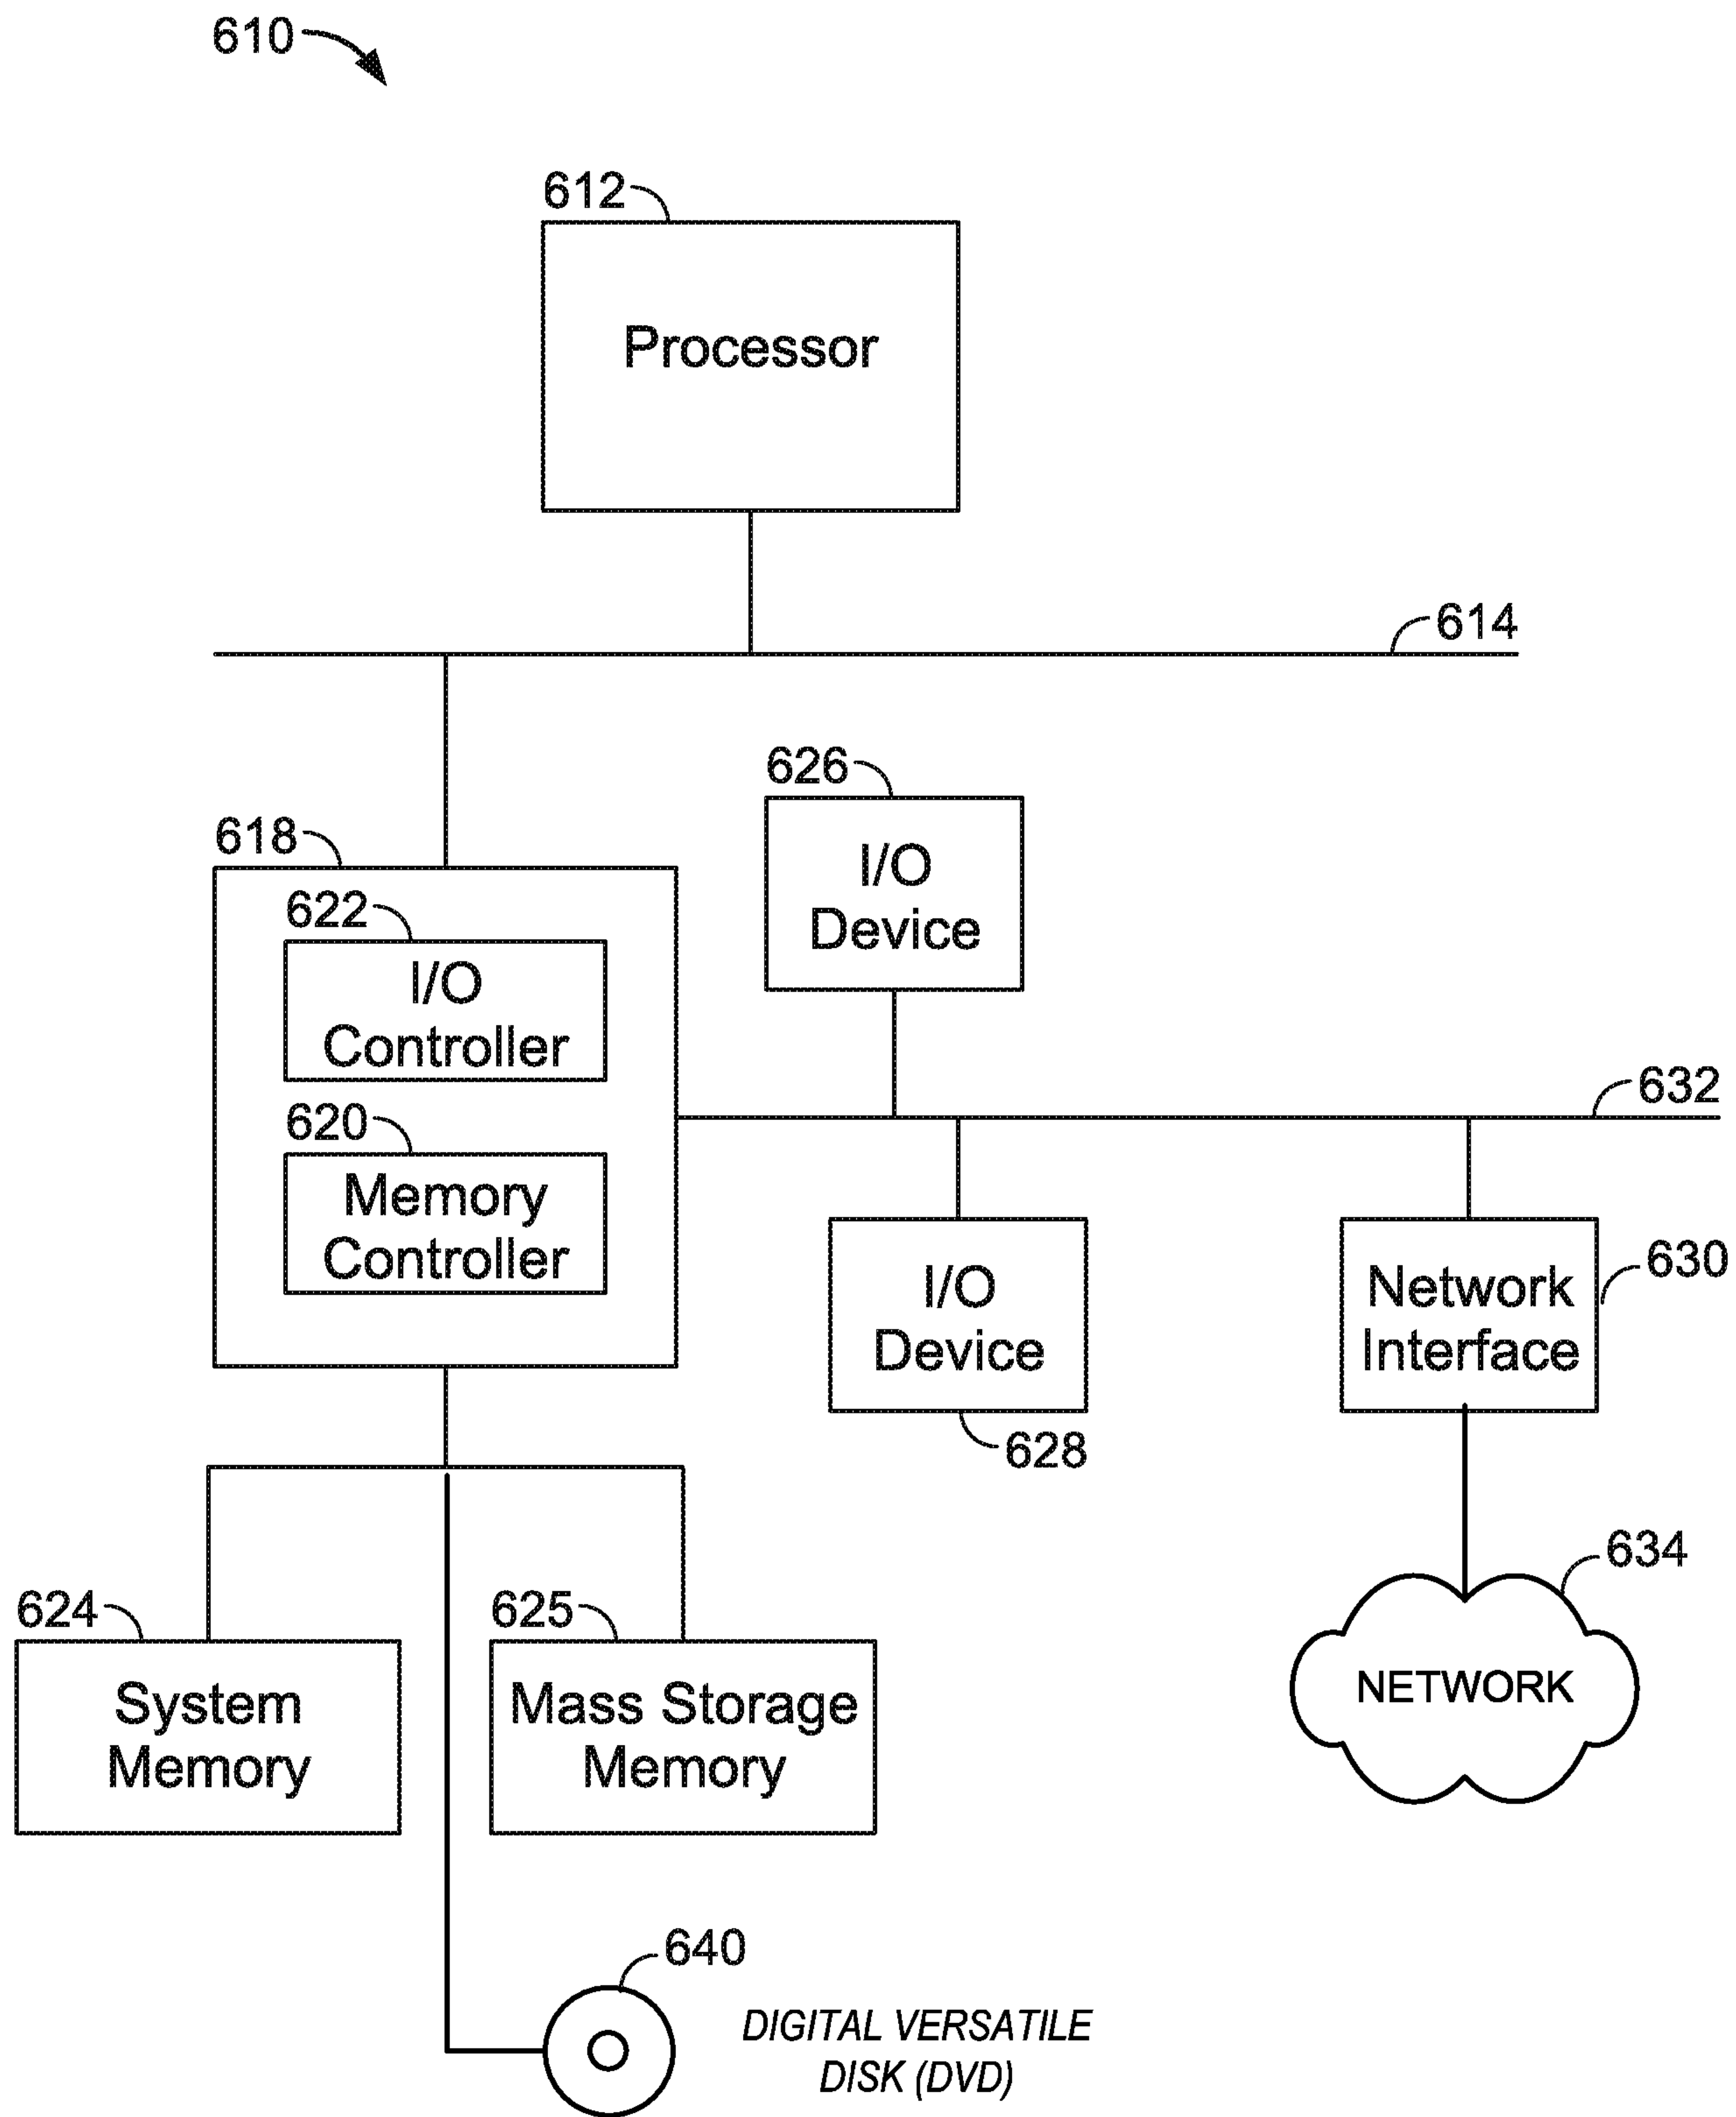 610
612
Processor
614
626
I/O
Device
618
622
I/O
Controller
620
Memory
Controller
632
I/O
Device
628
Network
Interface
630
634
NETWORK
624
System
Memory
625
Mass Storage
Memory
640
DIGITAL VERSATILE
DISK (DVD)